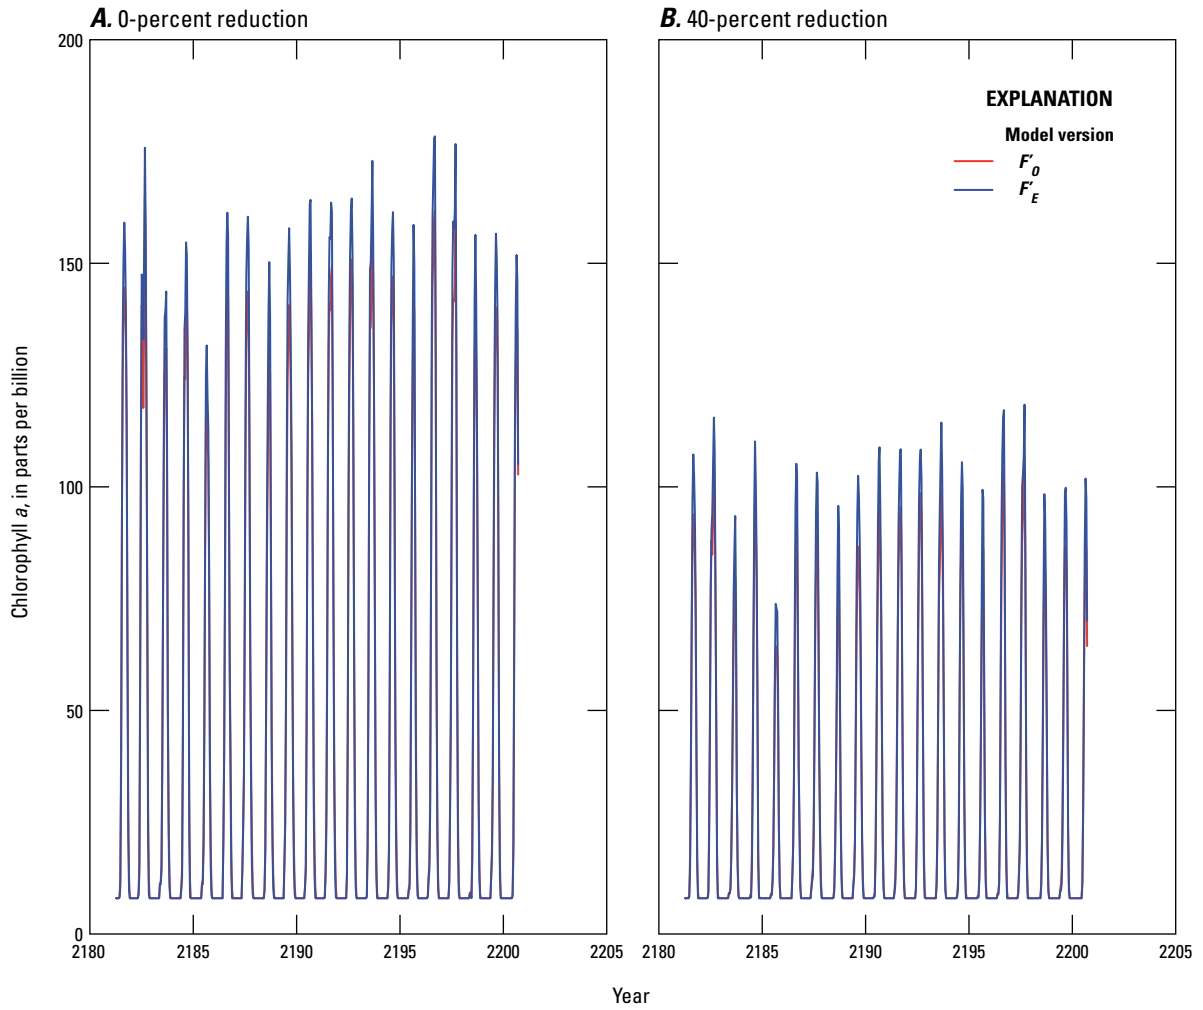 A. 0-percent reduction
B. 40-percent reduction
200
150
100
50
0
Chlorophyll a, in parts per billion
EXPLANATION
Model version
F′O
F′E
2180 2185 2190 2195 2200 2205
2180 2185 2190 2195 2200 2205
Year